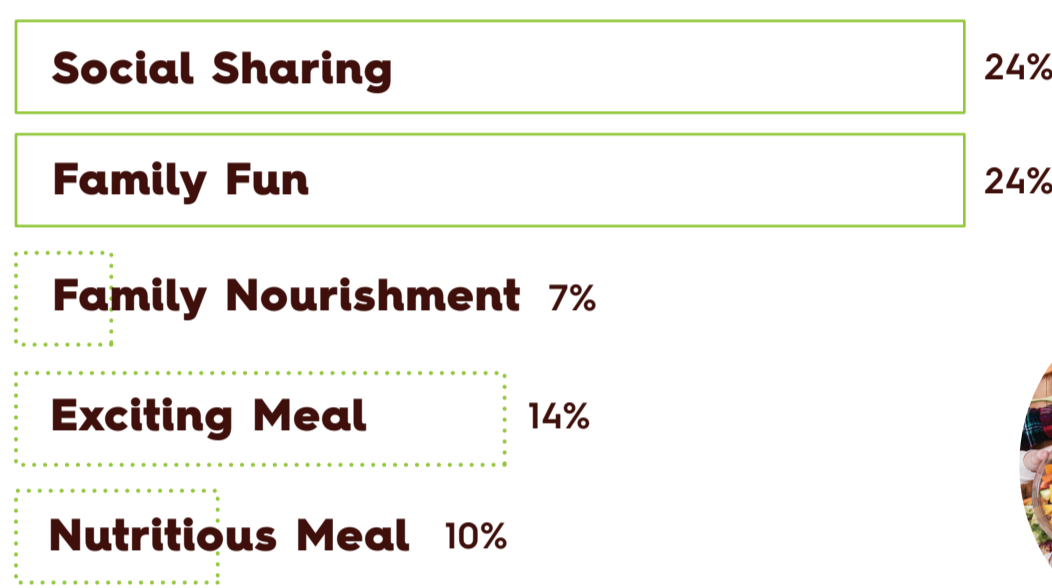 Social Sharing 24%
Family Fun 24%
Family Nourishment 7%
Exciting Meal 14%
Nutritious Meal 10%